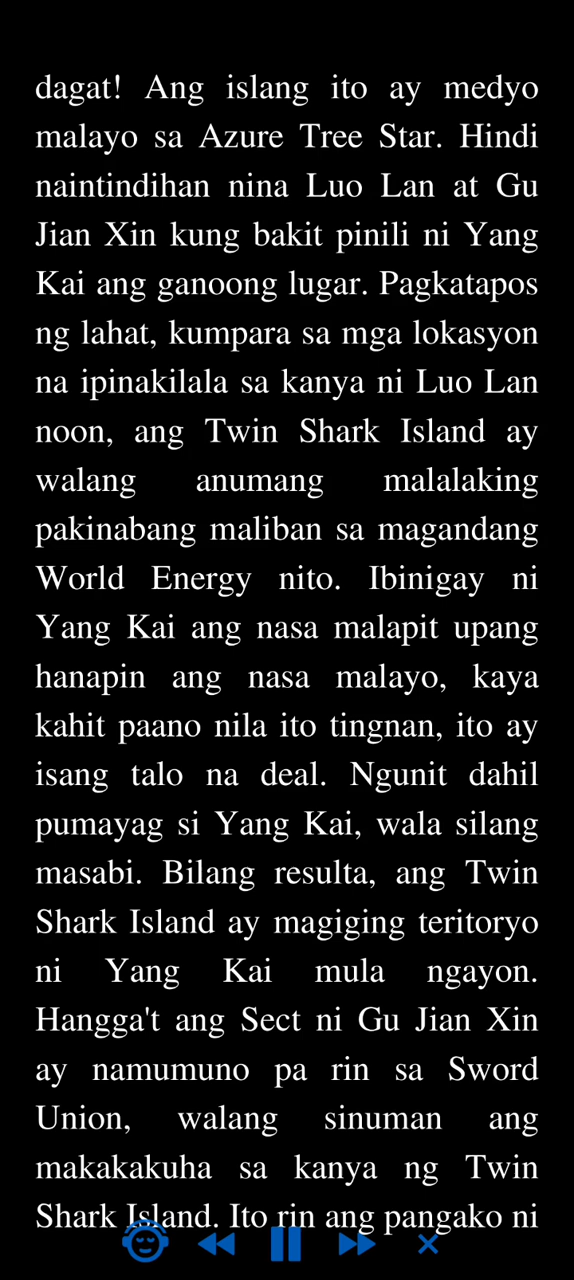 dagat! Ang islang ito ay medyo
malayo sa Azure Tree Star. Hindi
naintindihan nina Luo Lan at Gu
Jian Xin kung bakit pinili ni Yang
Kai ang ganoong lugar. Pagkatapos
ng lahat, kumpara sa mga lokasyon
na ipinakilala sa kanya ni Luo Lan
noon, ang Twin Shark Island ay
walang anumang malalaking
pakinabang maliban sa magandang
World Energy nito. Ibinigay ni
Yang Kai ang nasa malapit upang
hanapin ang nasa malayo, kaya
kahit paano nila ito tingnan, ito ay
isang talo na deal. Ngunit dahil
pumayag si Yang Kai, wala silang
masabi. Bilang resulta, ang Twin
Shark Island ay magiging teritoryo
ni Yang Kai mula ngayon.
Hangga't ang Sect ni Gu Jian Xin
ay namumuno pa rin sa Sword
Union, walang sinuman ang
makakakuha sa kanya ng Twin
Shark Island. Ito rin ang pangako ni